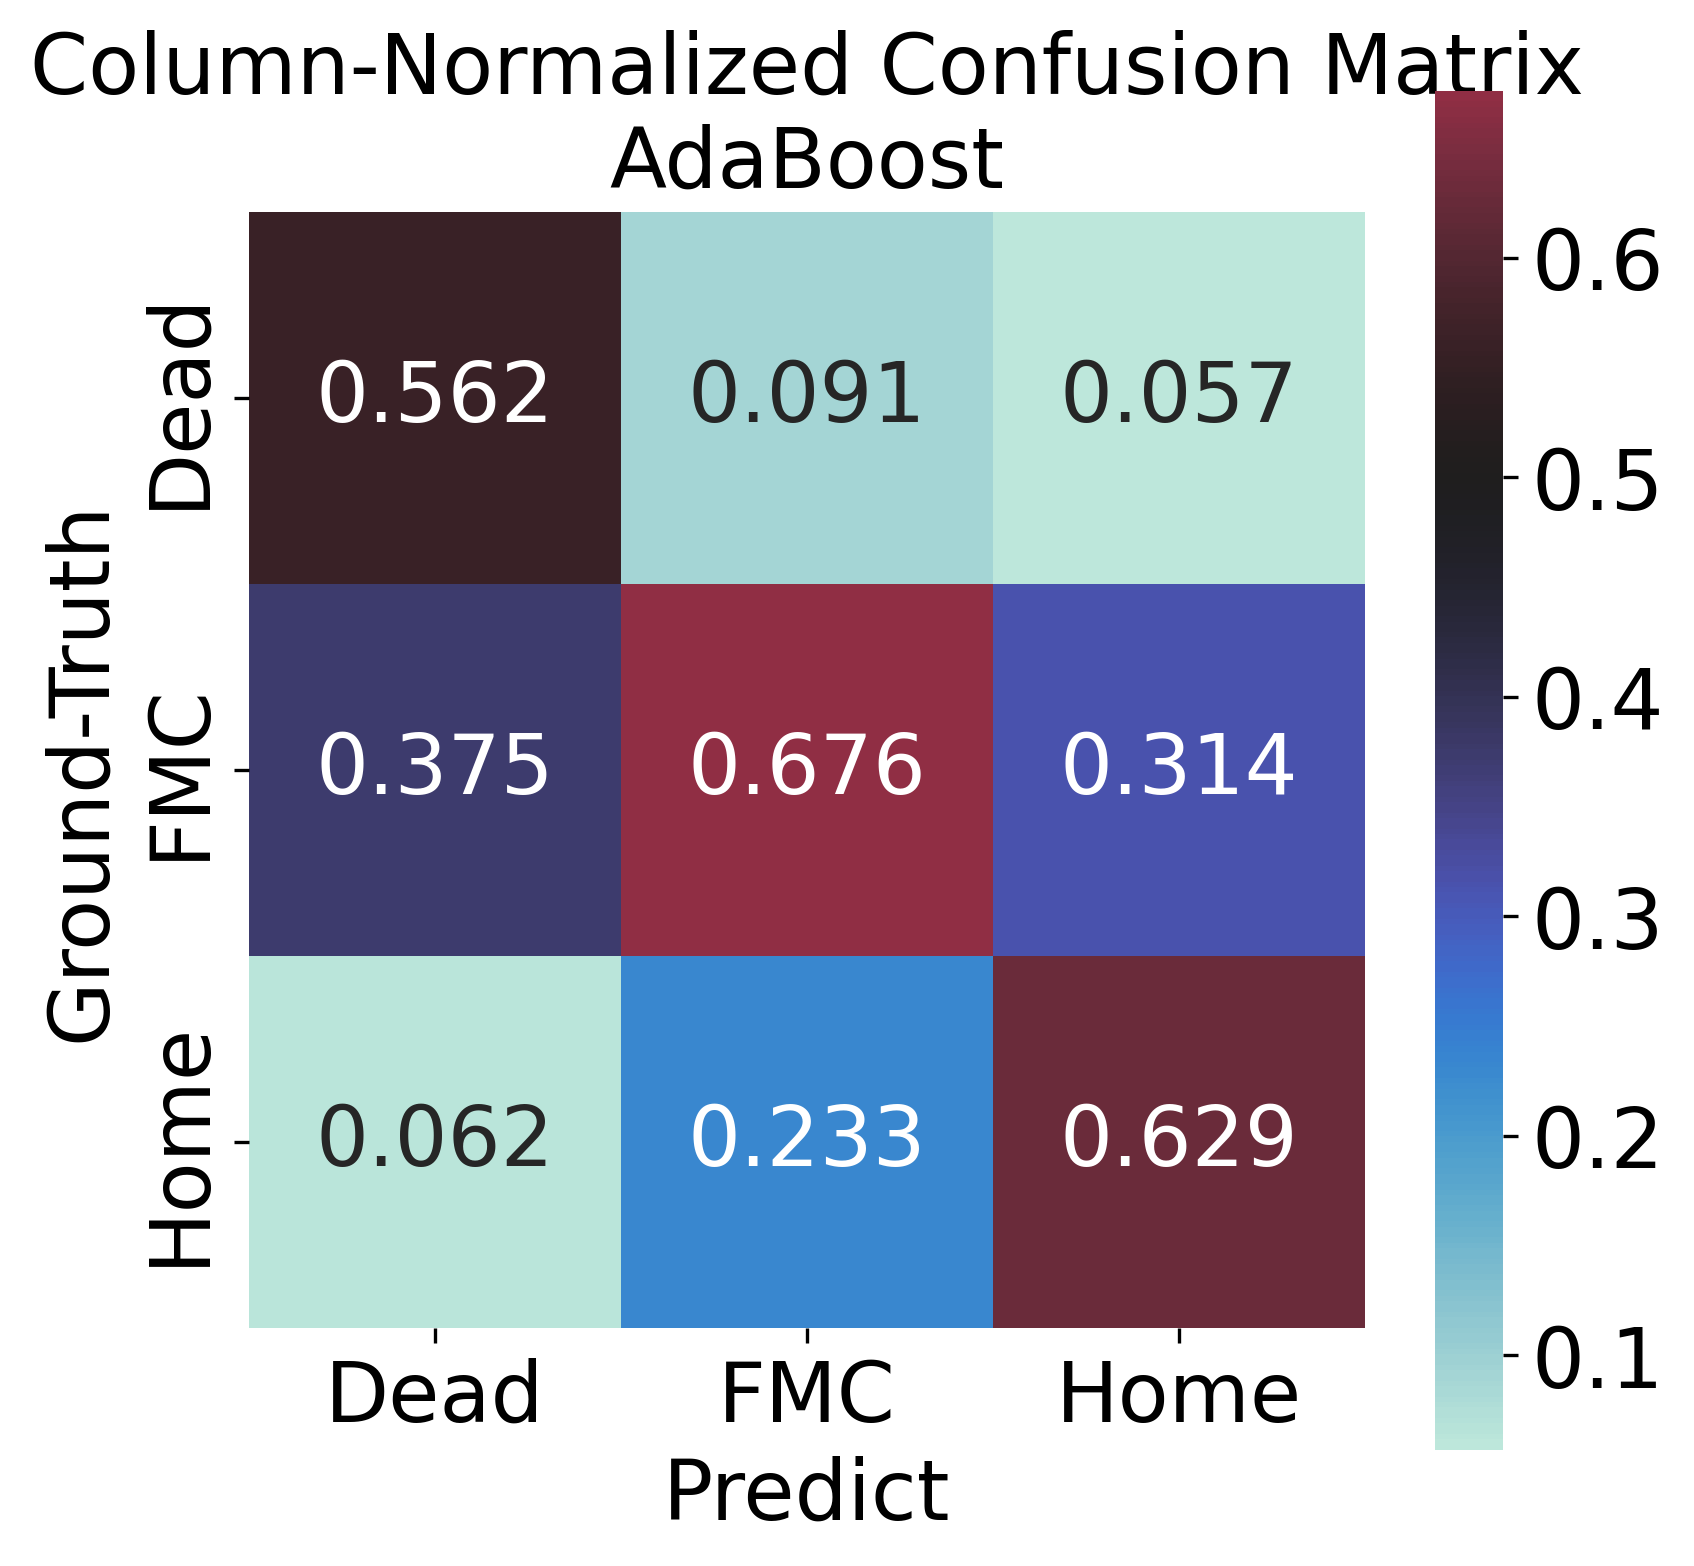 Column-Normalized Confusion Matrix
AdaBoost
Ground-Truth
Dead
0.562 0.091 0.057
FMC
0.375 0.676 0.314
Home
0.062 0.233 0.629
Dead FMC Home
Predict
0.6
0.5
0.4
0.3
0.2
0.1